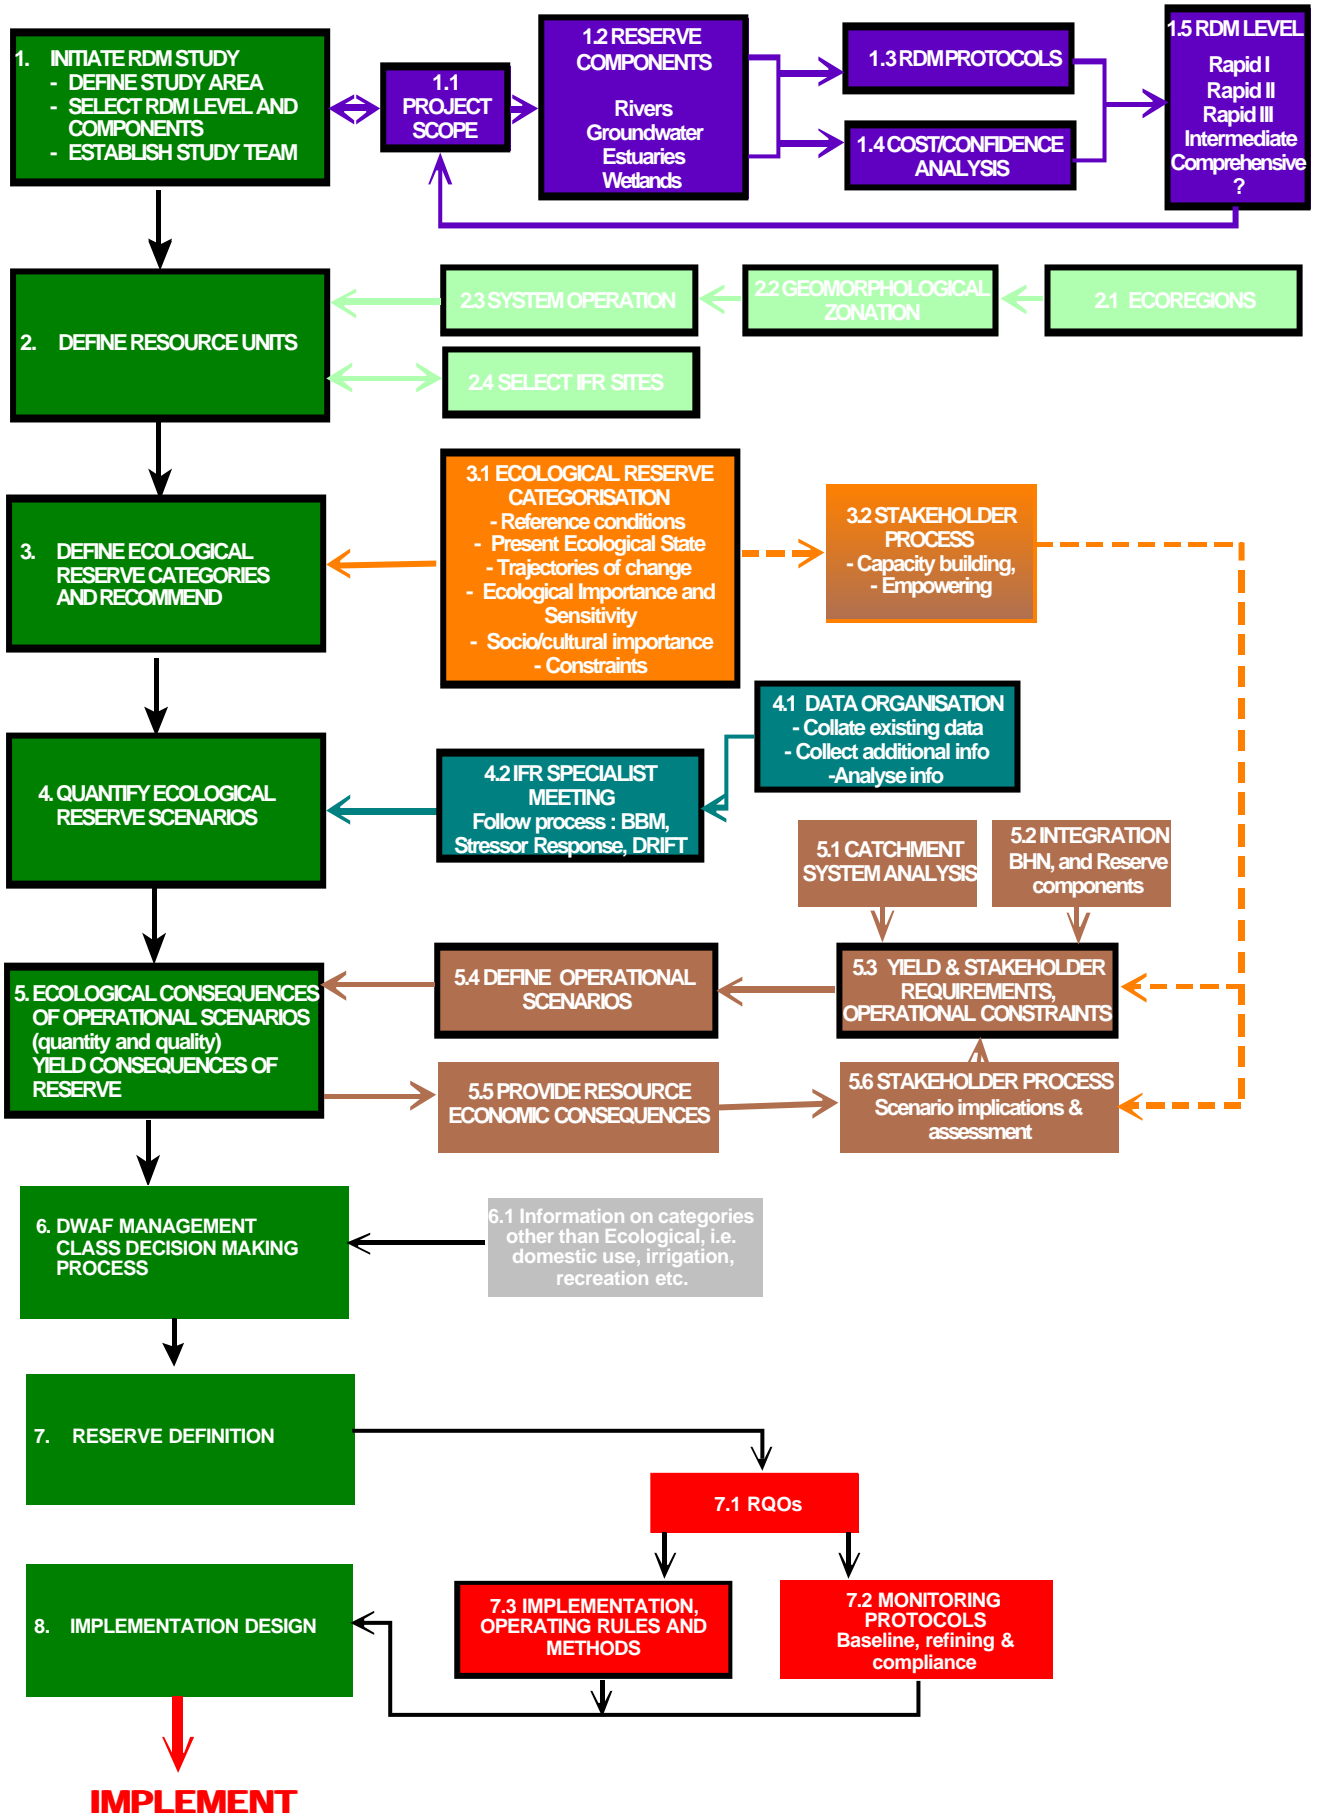 1. INITIATE RDM STUDY
- DEFINE STUDY AREA
- SELECT RDM LEVEL AND
COMPONENTS
- ESTABLISH STUDY TEAM
1.1
PROJECT
SCOPE
1.2 RESERVE
COMPONENTS
Rivers
Groundwater
Estuaries
Wetlands
1.3 RDM PROTOCOLS
1.4 COST/CONFIDENCE
ANALYSIS
1.5 RDM LEVEL
Rapid I
Rapid II
Rapid III
Intermediate
Comprehensive
?
2. DEFINE RESOURCE UNITS
2.3 SYSTEM OPERATION
2.2 GEOMORPHOLOGICAL
ZONATION
2.1 ECOREGIONS
2.4 SELECT IFR SITES
3. DEFINE ECOLOGICAL
RESERVE CATEGORIES
AND RECOMMEND
3.1 ECOLOGICAL RESERVE
CATEGORISATION
- Reference conditions
- Present Ecological State
- Trajectories of change
- Ecological Importance and
Sensitivity
- Socio/cultural importance
- Constraints
3.2 STAKEHOLDER
PROCESS
- Capacity building,
- Empowering
4. QUANTIFY ECOLOGICAL
RESERVE SCENARIOS
4.2 IFR SPECIALIST
MEETING
Follow process : BBM,
Stressor Response, DRIFT
4.1 DATA ORGANISATION
- Collate existing data
- Collect additional info
-Analyse info
5.1 CATCHMENT
SYSTEM ANALYSIS
5.2 INTEGRATION
BHN, and Reserve
components
5. ECOLOGICAL CONSEQUENCES
OF OPERATIONAL SCENARIOS
(quantity and quality)
YIELD CONSEQUENCES OF
RESERVE
5.4 DEFINE OPERATIONAL
SCENARIOS
5.3 YIELD & STAKEHOLDER
REQUIREMENTS,
OPERATIONAL CONSTRAINTS
5.5 PROVIDE RESOURCE
ECONOMIC CONSEQUENCES
5.6 STAKEHOLDER PROCESS
Scenario implications &
assessment
6. DWAF MANAGEMENT
CLASS DECISION MAKING
PROCESS
6.1 Information on categories
other than Ecological, i.e.
domestic use, irrigation,
recreation etc.
7. RESERVE DEFINITION
7.1 RQOs
8. IMPLEMENTATION DESIGN
7.3 IMPLEMENTATION,
OPERATING RULES AND
METHODS
7.2 MONITORING
PROTOCOLS
Baseline, refining &
compliance
IMPLEMENT